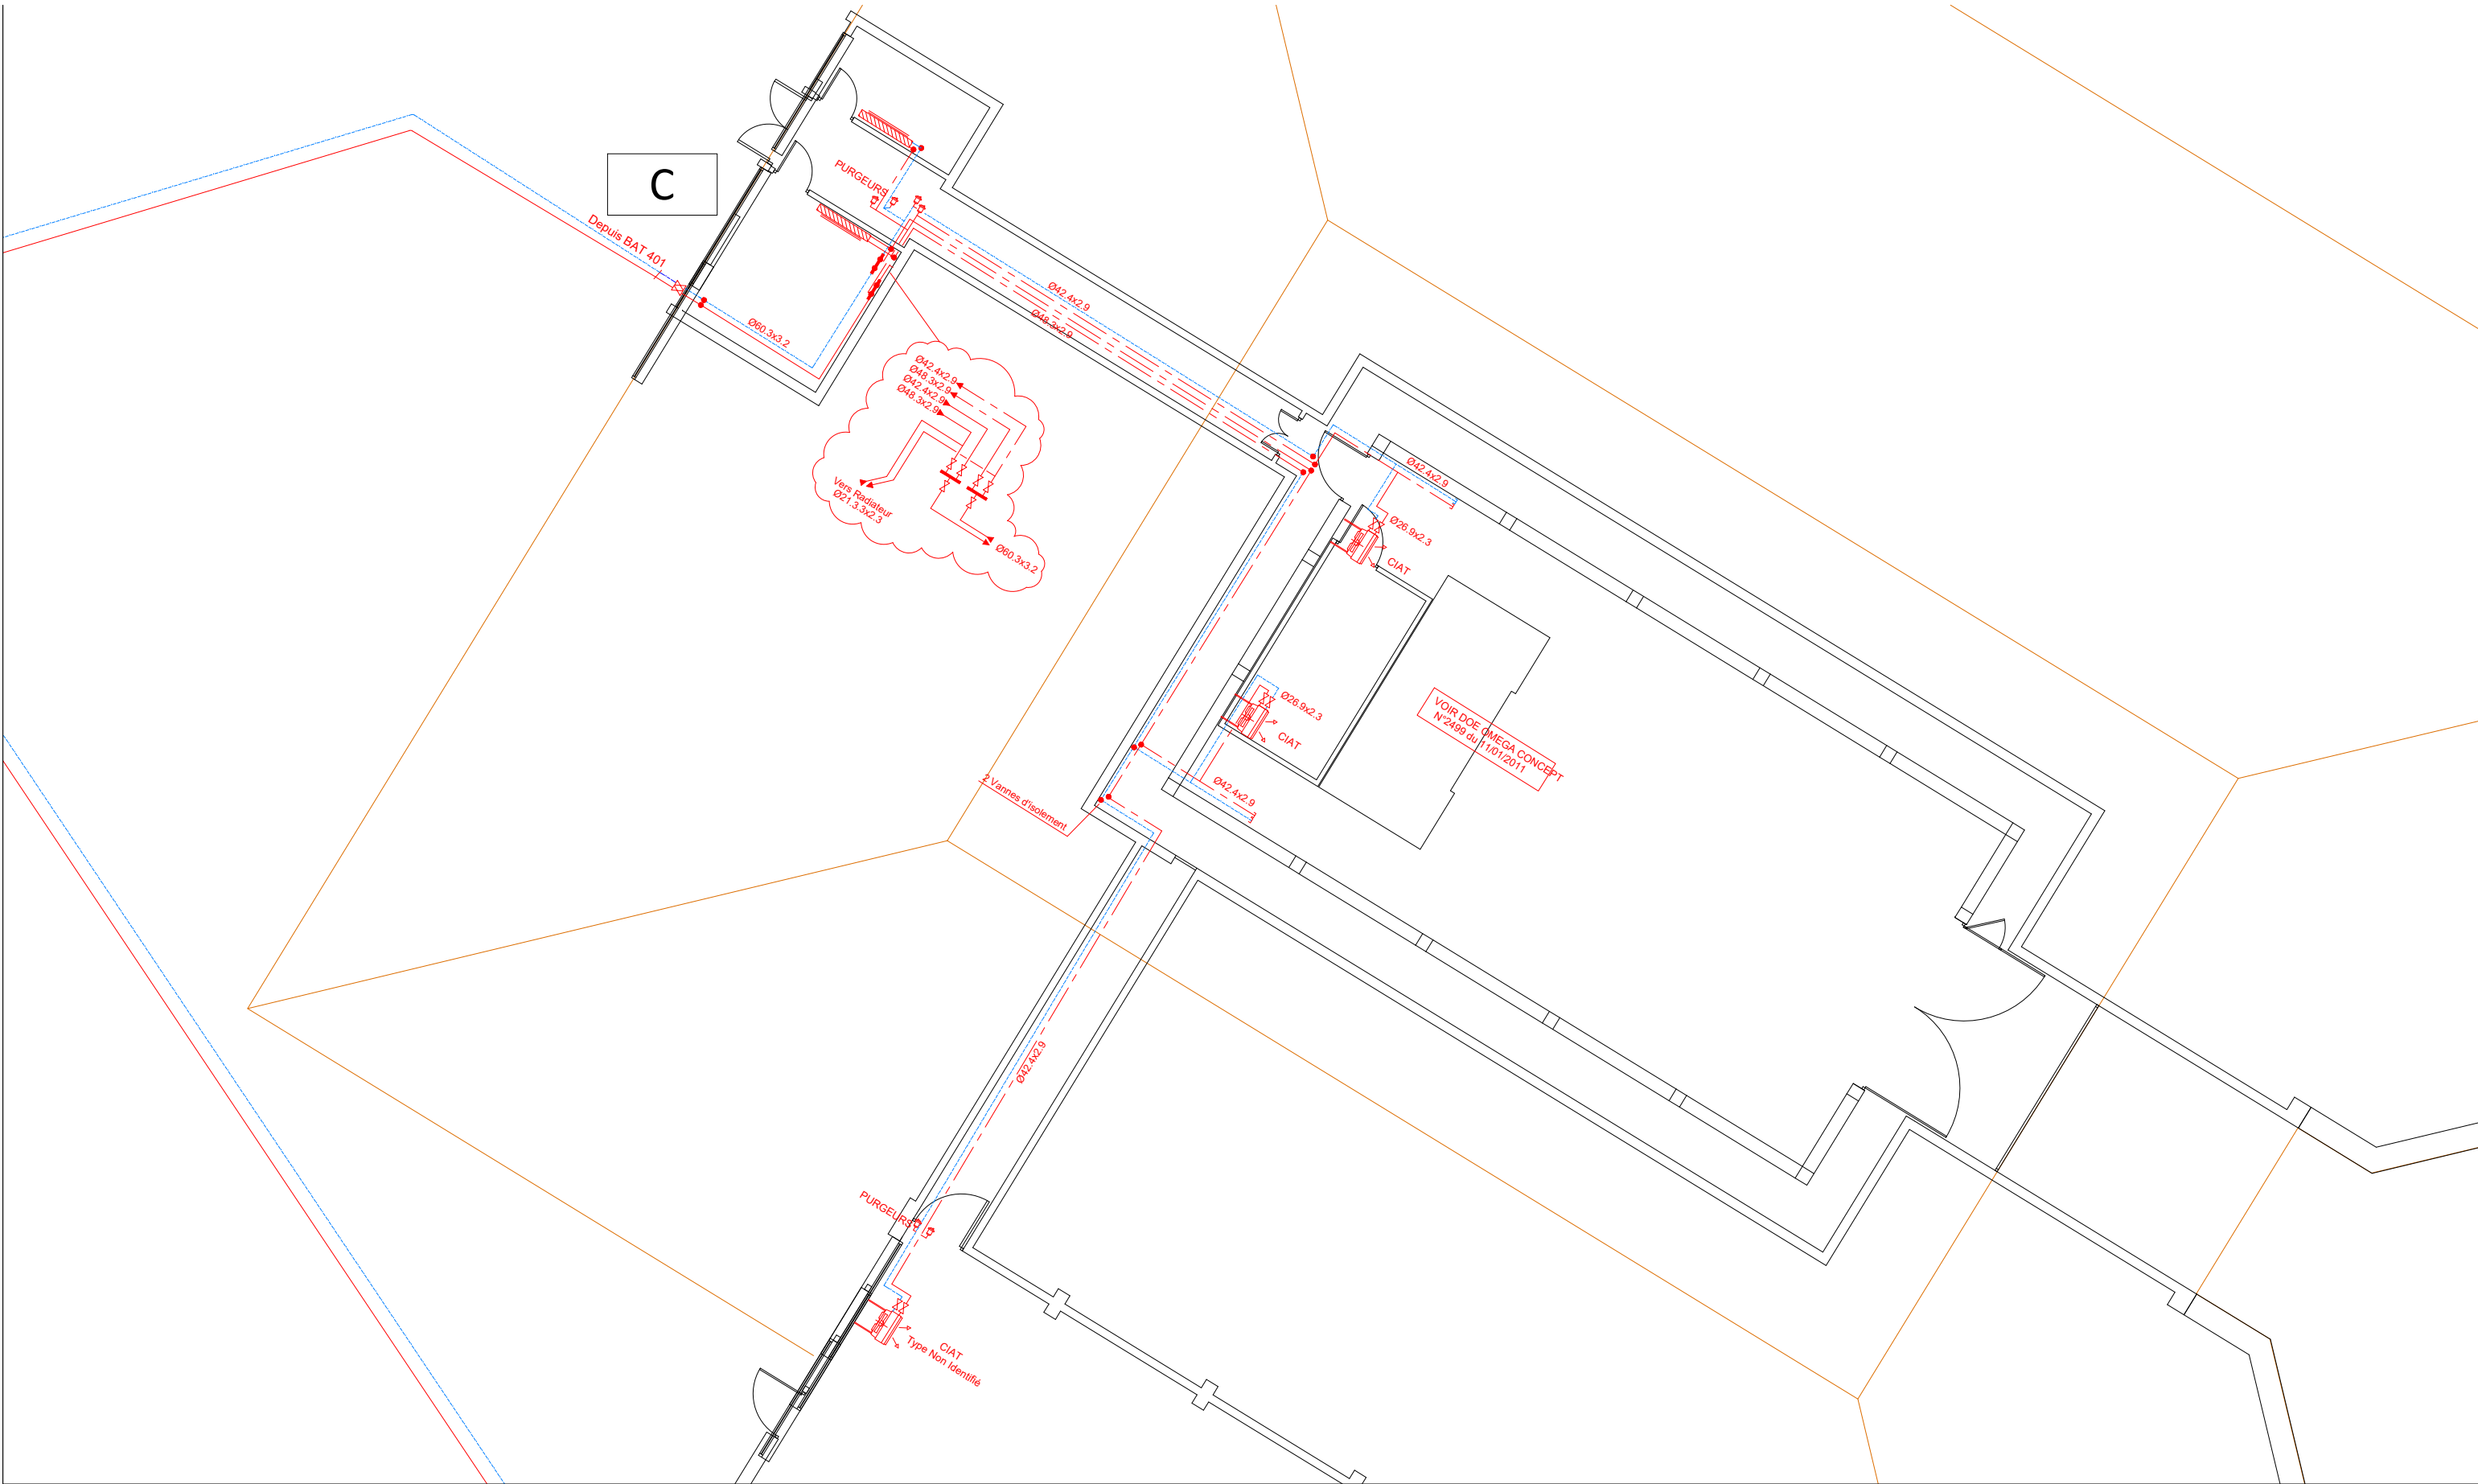 C
PURGEURS
Depuis BAT 401
Ø60.3x3.2
Ø42.4x2.9
Ø48.3x2.9
Ø42.4x2.9
Ø48.3x2.9
Ø42.4x2.9
Ø48.3x2.9
Vers Radiateur
Ø21.3.3x2.3
Ø60.3x3.2
Ø42.4x2.9
Ø26.9x2.3
CIAT
Ø26.9x2.3
CIAT
VOIR DOE OMEGA CONCEPT
N°2499 du 11/01/2011
Ø42.4x2.9
2 Vannes d'isolement
Ø42.4x2.9
PURGEURS
CIAT
Type Non Identifié